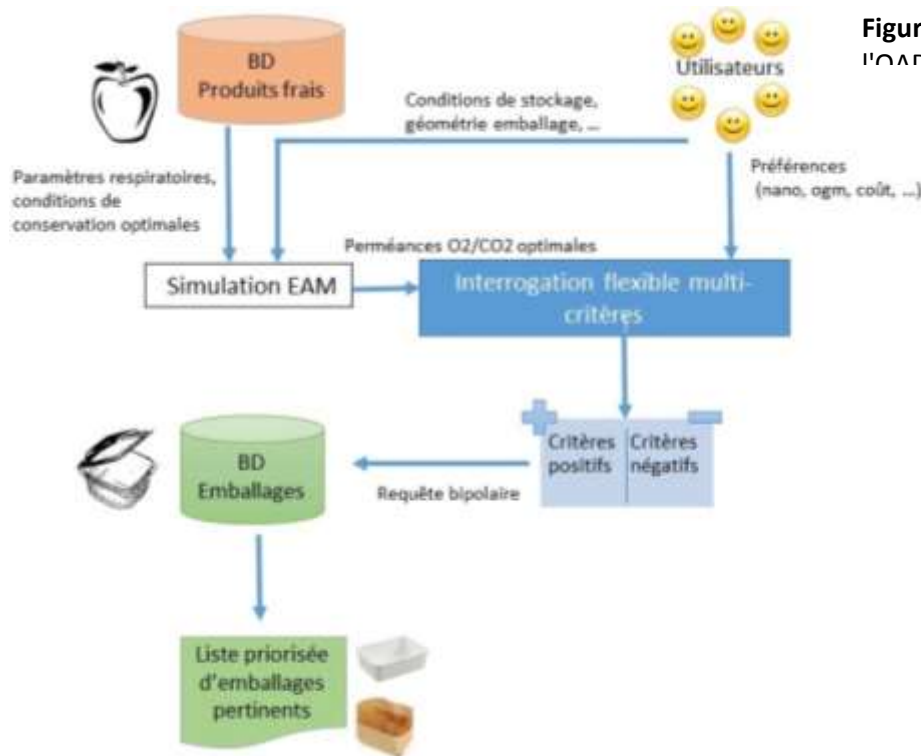 Figur
BD
Produits frais
Utilisateurs
Conditions de stockage,
géométrie emballage, ...
Préférences
(nano, ogm, coût, ...)
Paramètres respiratoires,
conditions de
conservation optimales
Perméances O2/CO2 optimales
Simulation EAM
Interrogation flexible multi-
critères
Critères
positifs
Critères
négatifs
BD
Emballages
Requête bipolaire
Liste priorisée
d'emballages
pertinents